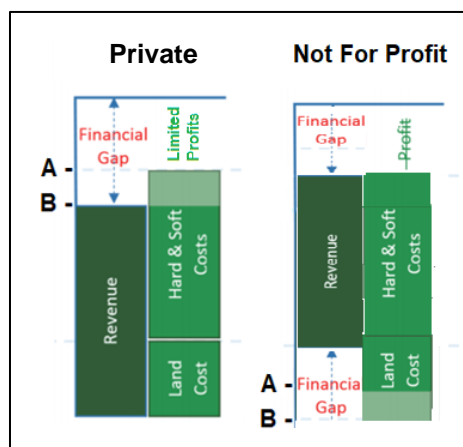 Private
Financial
Gap
Limited
Profits
A -
B -
Revenue
Hard & Soft
Costs
Land
Cost
Not For Profit
Financial
Gap
Profit
Revenue
Hard & Soft
Costs
Land
Cost
A -
Financial
B -
Gap